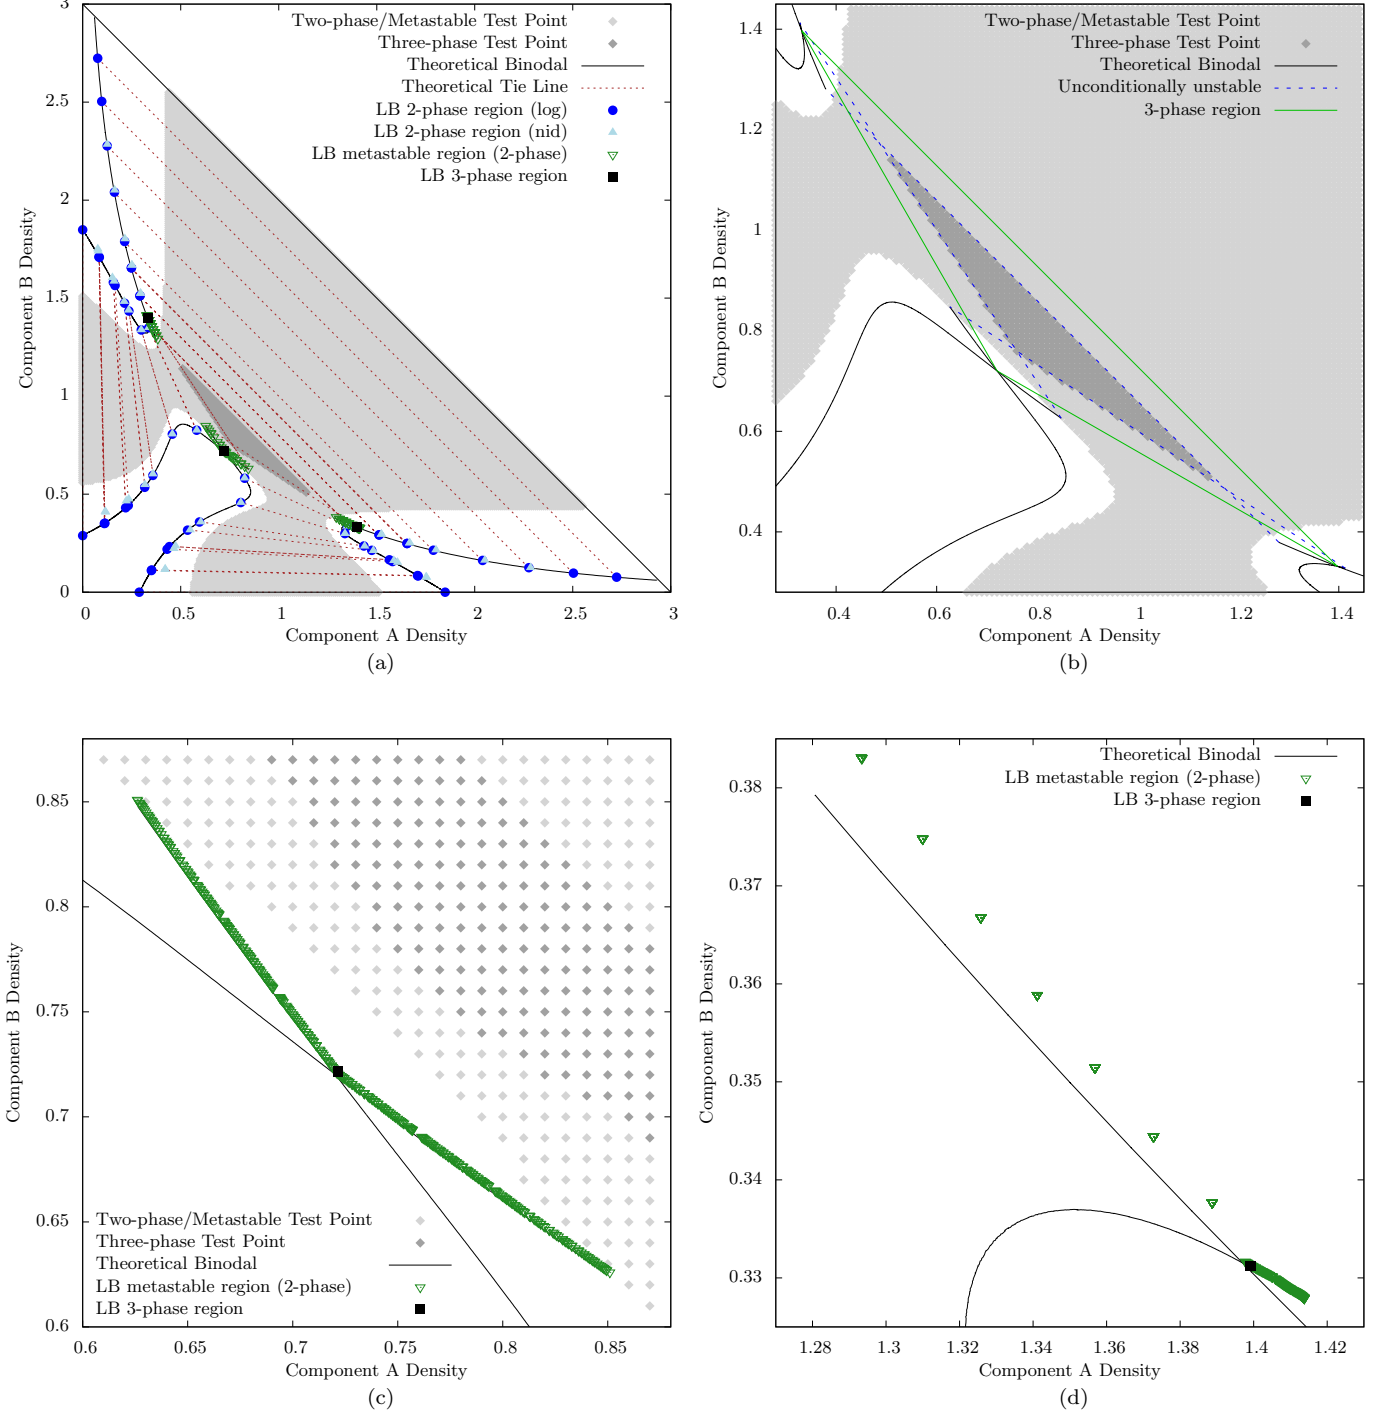 Two-phase/Metastable Test Point
Three-phase Test Point
Theoretical Binodal
Theoretical Tie Line
LB 2-phase region (log)
LB 2-phase region (nid)
LB metastable region (2-phase)
LB 3-phase region
3
2.5
2
1.5
1
0.5
0
Component B Density
0
0.5
1
1.5
2
2.5
3
Component A Density
(a)
Two-phase/Metastable Test Point
Three-phase Test Point
Theoretical Binodal
Unconditionally unstable
3-phase region
1.4
1.2
1
0.8
0.6
0.4
Component B Density
0.4
0.6
0.8
1
1.2
1.4
Component A Density
(b)
0.85
0.8
0.75
0.7
0.65
0.6
Component B Density
Two-phase/Metastable Test Point
Three-phase Test Point
Theoretical Binodal
LB metastable region (2-phase)
LB 3-phase region
0.6
0.65
0.7
0.75
0.8
0.85
Component A Density
(c)
Theoretical Binodal
LB metastable region (2-phase)
LB 3-phase region
0.38
0.37
0.36
0.35
0.34
0.33
Component B Density
1.28
1.3
1.32
1.34
1.36
1.38
1.4
1.42
Component A Density
(d)